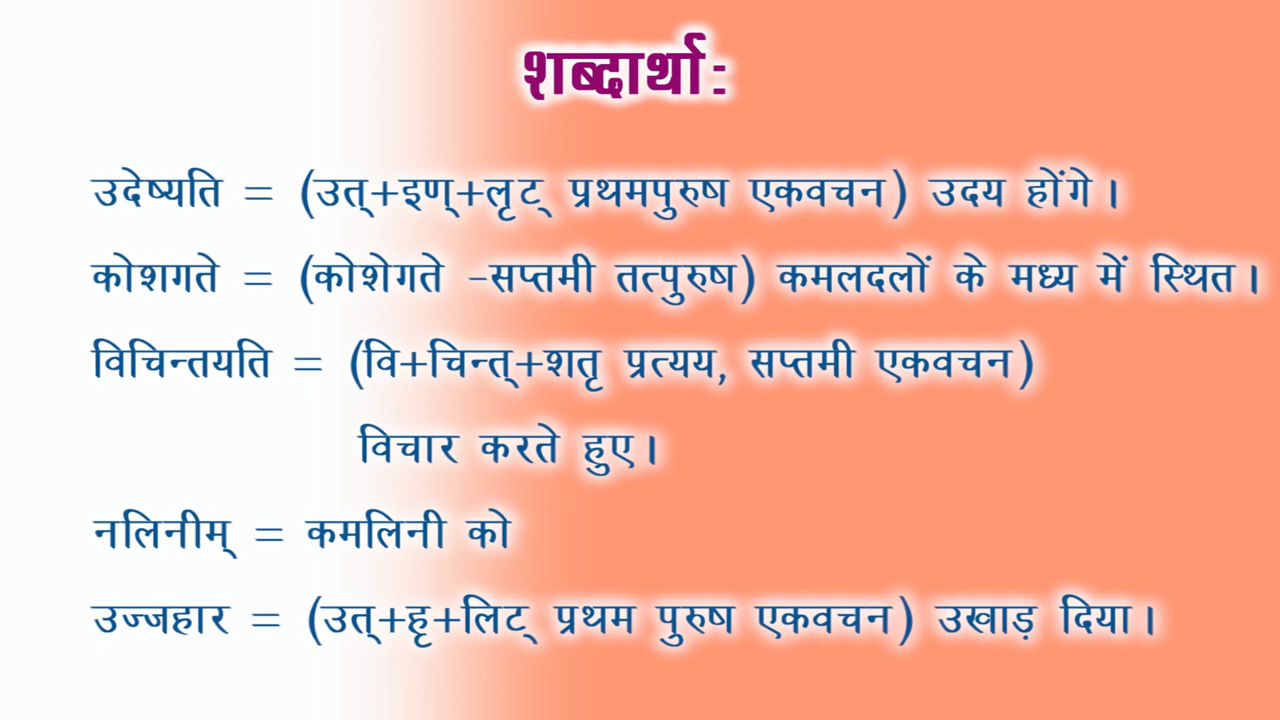 शब्दार्था:
उदेष्यति = (उत्+इण्+लृट् प्रथमपुरुष एकवचन) उदय होंगे।
कोशगते = (कोशेगते -सप्तमी तत्पुरुष) कमलदलों के मध्य में स्थित।
विचिन्तयति = (वि+चिन्त्+शतृ प्रत्यय, सप्तमी एकवचन)
विचार करते हुए।
नलिनीम् = कमलिनी को
उज्जहार = (उत्+हृ+लिट् प्रथम पुरुष एकवचन) उखाड़ दिया।